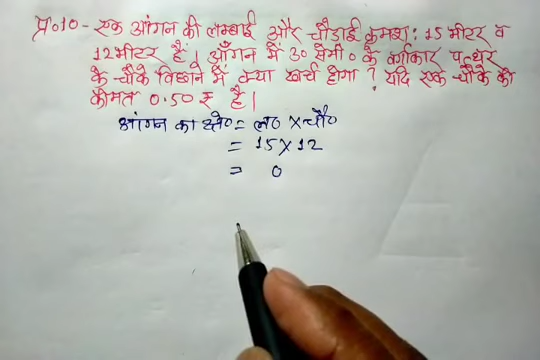 प्र०10- एक आंगन की लम्बाई और चौड़ाई क्रमश: 15 मीटर व
12 मीटर है। आँगन में 30 सेमी० के वर्गाकार पत्थर
के चौके बिछाने में क्या खर्च होगा? यदि एक चौके की
कीमत 0.50 ₹ है।
आंगन का क्षे० = ल० × चौ०
= 15 × 12
= 0